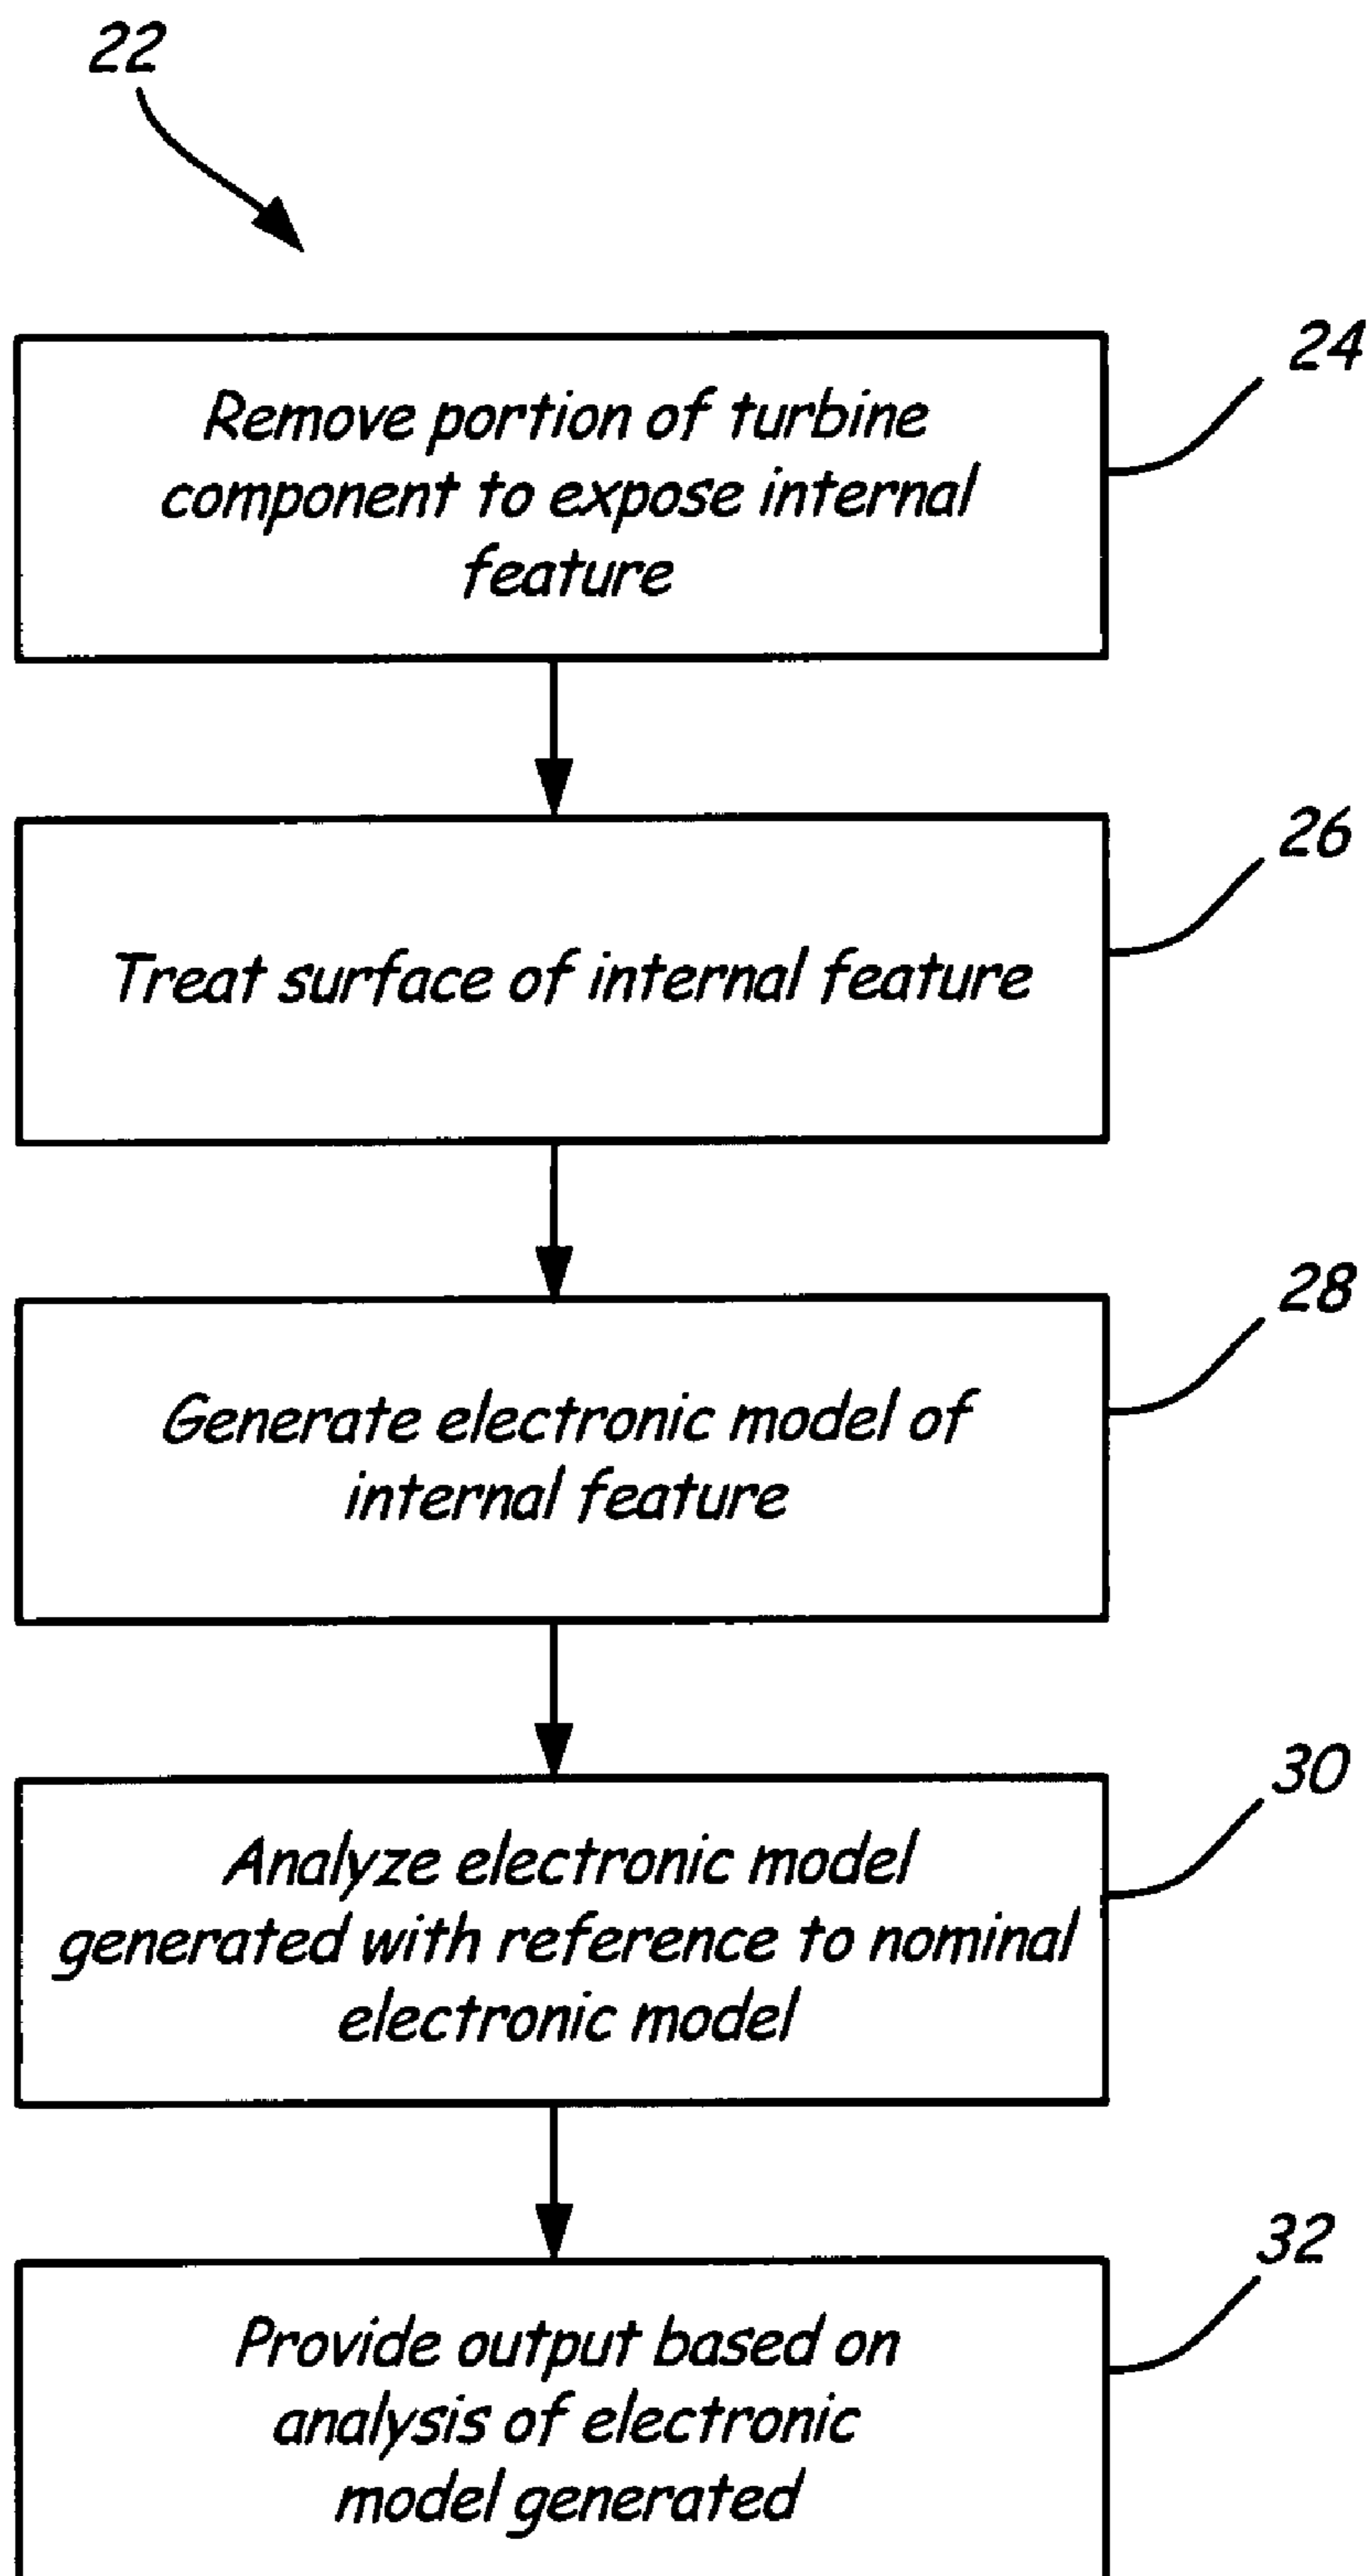 22
24
Remove portion of turbine
component to expose internal
feature
26
Treat surface of internal feature
28
Generate electronic model of
internal feature
30
Analyze electronic model
generated with reference to nominal
electronic model
32
Provide output based on
analysis of electronic
model generated